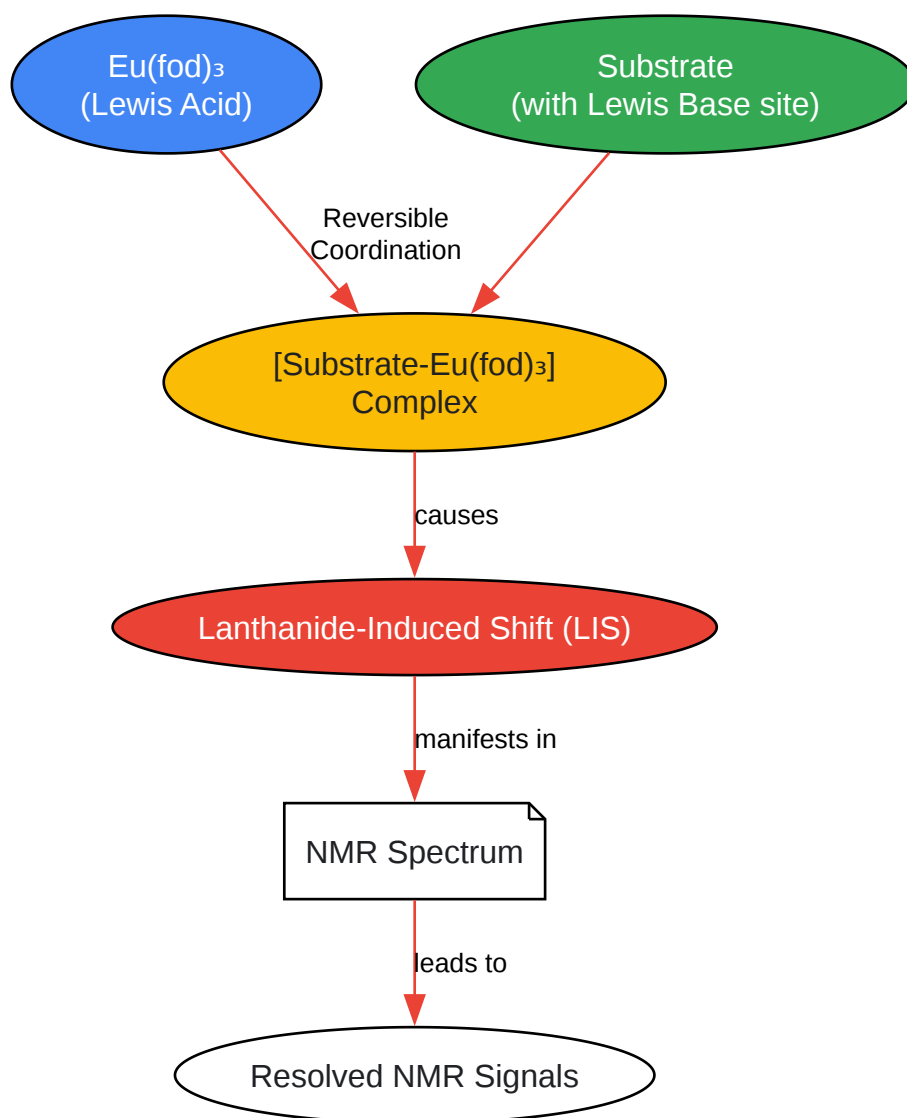 Eu(fod)₃
(Lewis Acid)
Substrate
(with Lewis Base site)
Reversible
Coordination
[Substrate-Eu(fod)₃]
Complex
causes
Lanthanide-Induced Shift (LIS)
manifests in
NMR Spectrum
leads to
Resolved NMR Signals